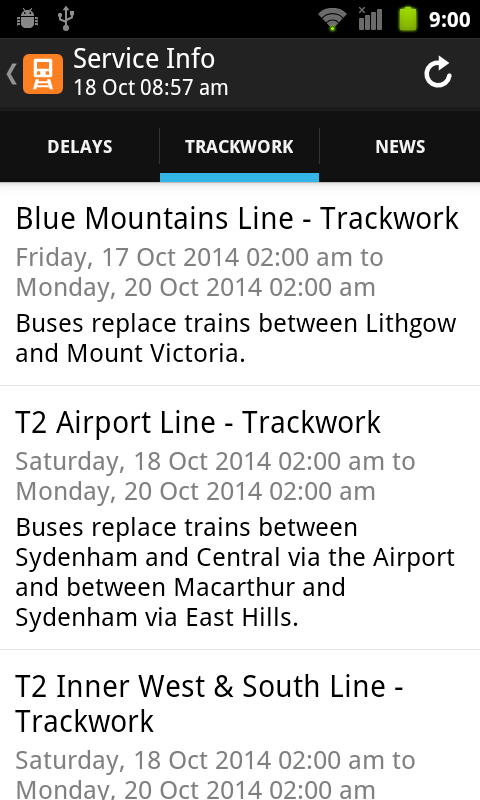 9:00
Service Info
18 Oct 08:57 am
DELAYS TRACKWORK NEWS
Blue Mountains Line - Trackwork
Friday, 17 Oct 2014 02:00 am to
Monday, 20 Oct 2014 02:00 am
Buses replace trains between Lithgow
and Mount Victoria.
T2 Airport Line - Trackwork
Saturday, 18 Oct 2014 02:00 am to
Monday, 20 Oct 2014 02:00 am
Buses replace trains between
Sydenham and Central via the Airport
and between Macarthur and
Sydenham via East Hills.
T2 Inner West & South Line -
Trackwork
Saturday, 18 Oct 2014 02:00 am to
Monday, 20 Oct 2014 02:00 am